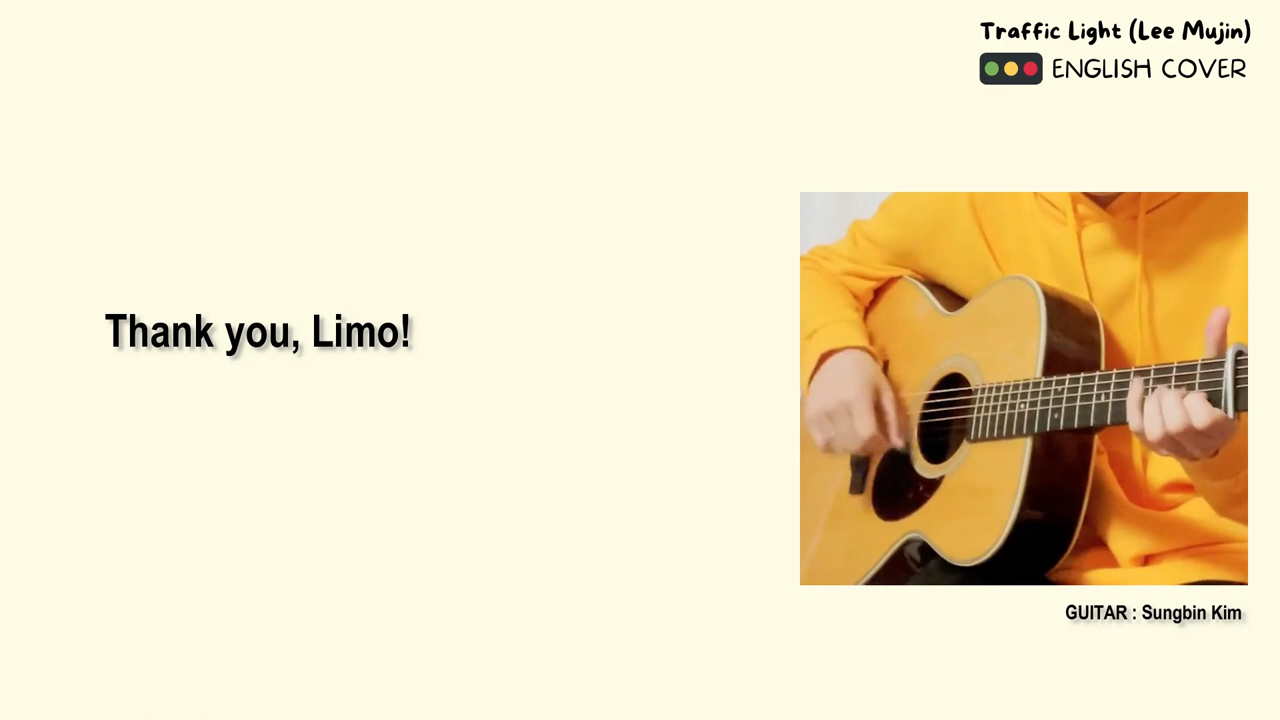 Traffic Light (Lee Mujin)
ENGLISH COVER
Thank you, Limo!
GUITAR : Sungbin Kim